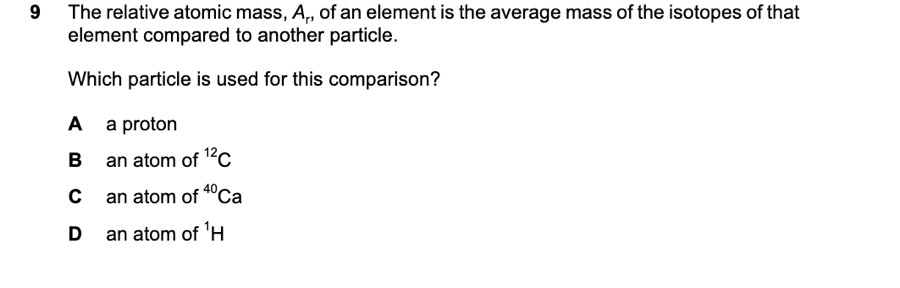 9 The relative atomic mass, Aᵣ, of an element is the average mass of the isotopes of that
element compared to another particle.
Which particle is used for this comparison?
A a proton
B an atom of ¹²C
C an atom of ⁴⁰Ca
D an atom of ¹H